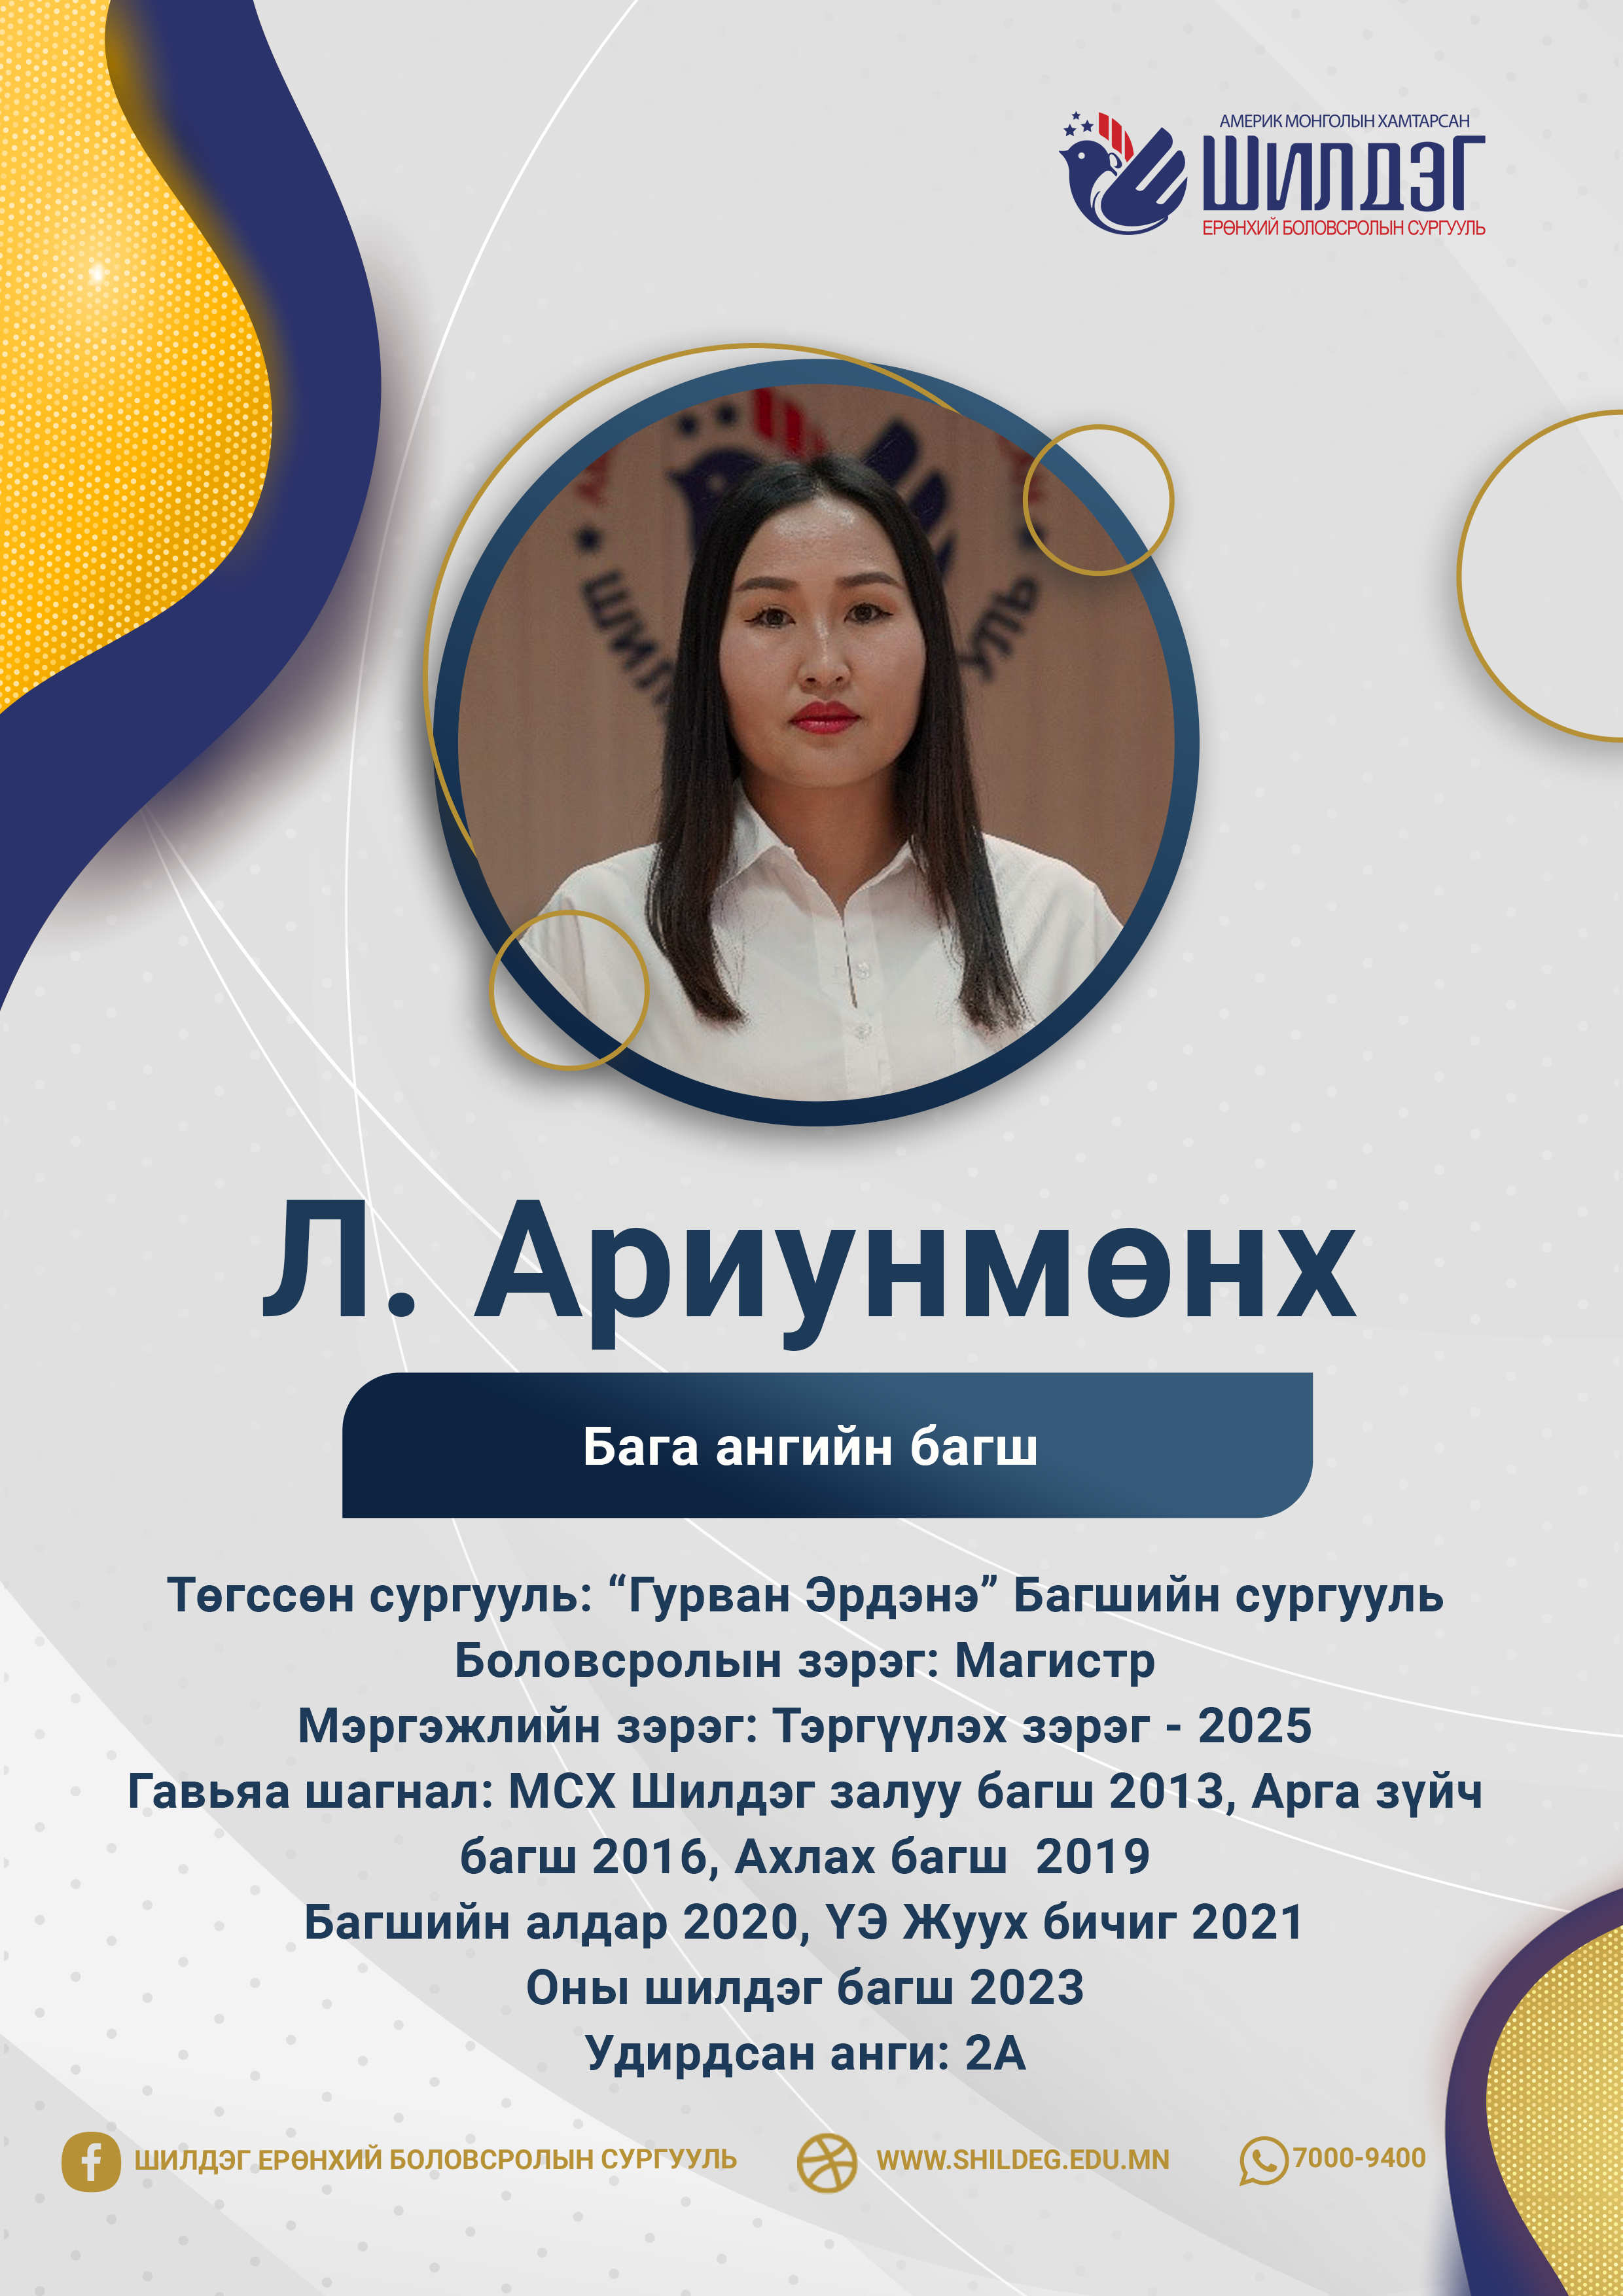 АМЕРИК МОНГОЛЫН ХАМТАРСАН
ШИЛДЭГ
ЕРӨНХИЙ БОЛОВСРОЛЫН СУРГУУЛЬ
Л. Ариунмөнх
Бага ангийн багш
Төгссөн сургууль: “Гурван Эрдэнэ” Багшийн сургууль
Боловсролын зэрэг: Магистр
Мэргэжлийн зэрэг: Тэргүүлэх зэрэг - 2025
Гавьяа шагнал: МСХ Шилдэг залуу багш 2013, Арга зүйч
багш 2016, Ахлах багш 2019
Багшийн алдар 2020, ҮЭ Жуух бичиг 2021
Оны шилдэг багш 2023
Удирдсан анги: 2А
ШИЛДЭГ ЕРӨНХИЙ БОЛОВСРОЛЫН СУРГУУЛЬ
WWW.SHILDEG.EDU.MN
7000-9400